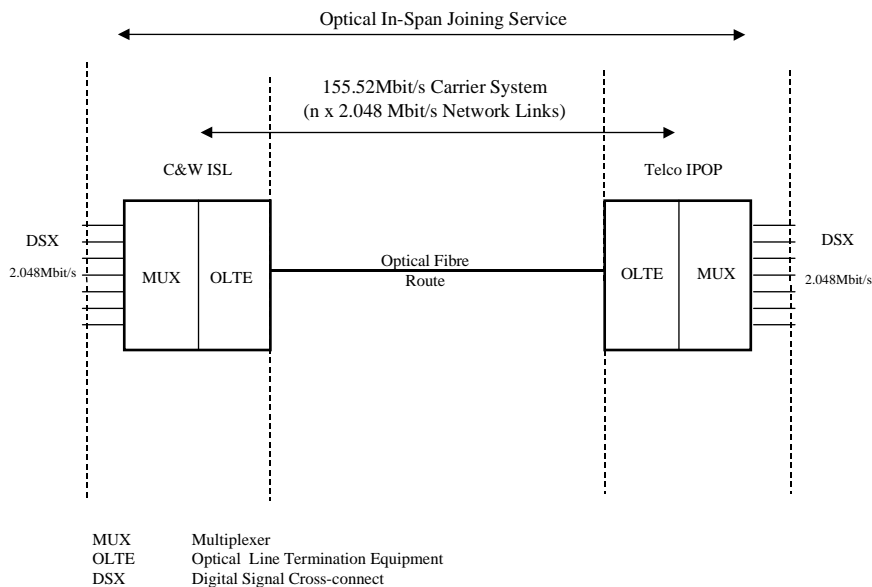 Optical In-Span Joining Service
155.52Mbit/s Carrier System
(n x 2.048 Mbit/s Network Links)
C&W ISL
Telco IPOP
DSX
2.048Mbit/s
MUX
OLTE
Optical Fibre
Route
OLTE
MUX
DSX
2.048Mbit/s
MUX Multiplexer
OLTE Optical Line Termination Equipment
DSX Digital Signal Cross-connect